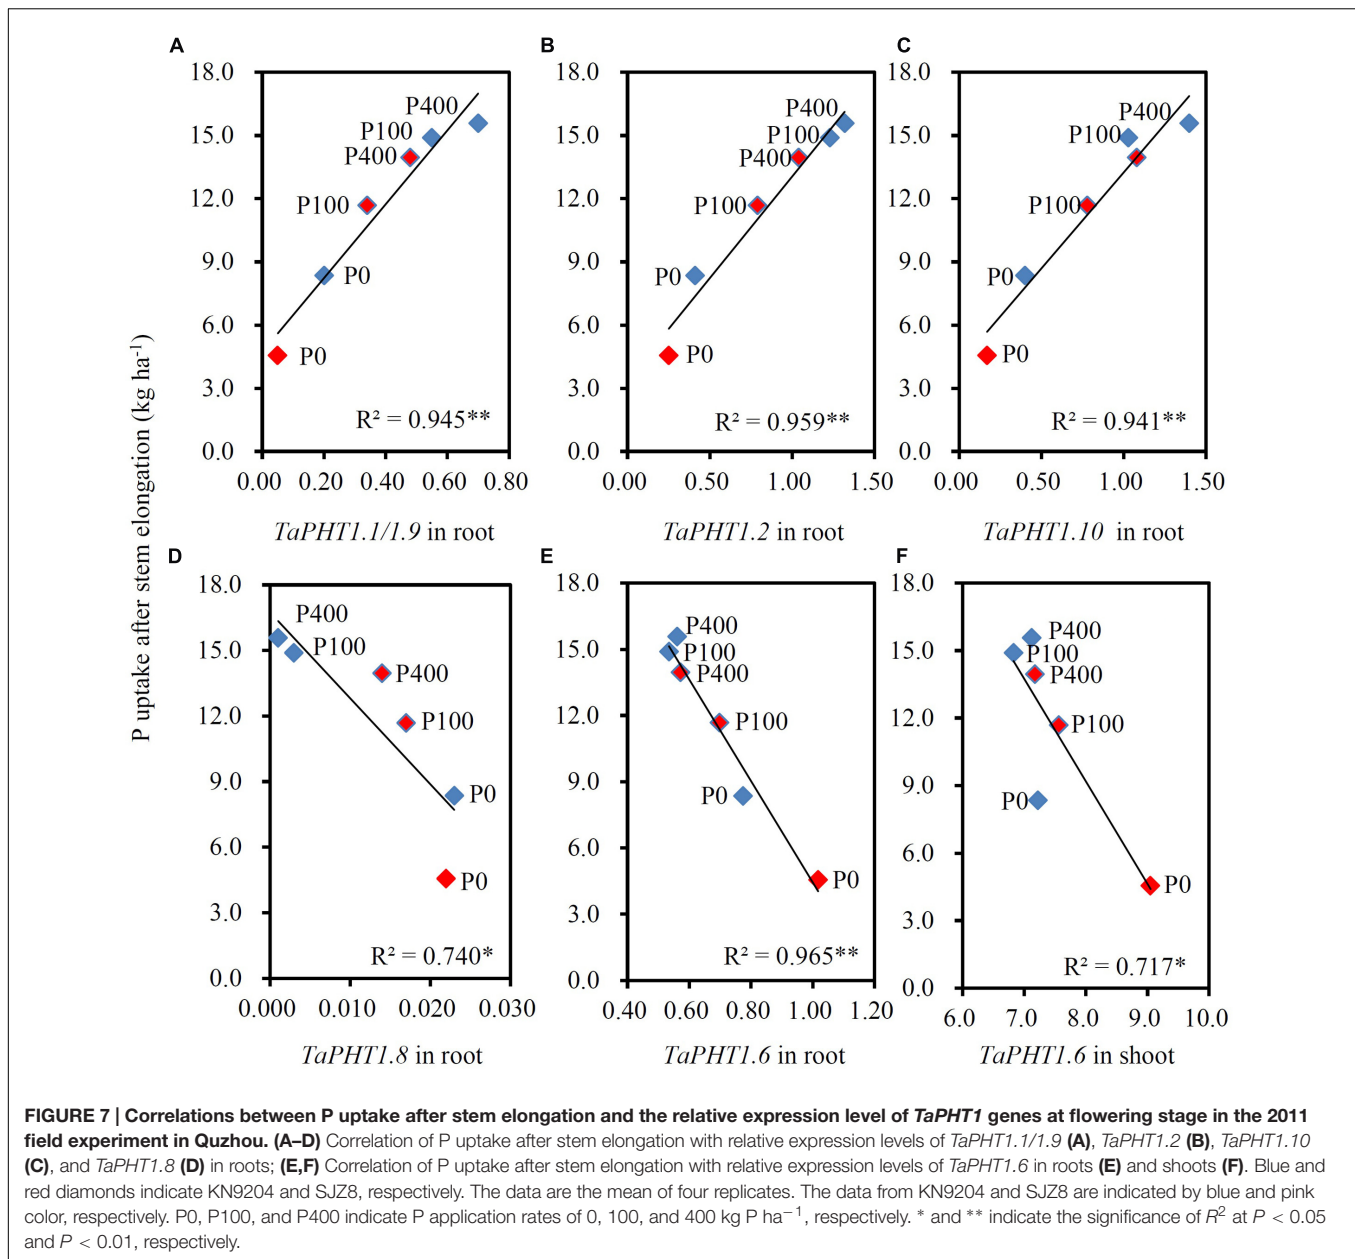 A
B
C
P uptake after stem elongation (kg ha-1)
18.0
15.0
12.0
9.0
6.0
3.0
0.0
P400
P100
P400
P100
P0
P0
R² = 0.945**
0.00 0.20 0.40 0.60 0.80
TaPHT1.1/1.9 in root
18.0
15.0
12.0
9.0
6.0
3.0
0.0
P400
P100
P400
P100
P0
P0
R² = 0.959**
0.00 0.50 1.00 1.50
TaPHT1.2 in root
18.0
15.0
12.0
9.0
6.0
3.0
0.0
P400
P100
P100
P0
P0
R² = 0.941**
0.00 0.50 1.00 1.50
TaPHT1.10 in root
D
E
F
18.0
15.0
12.0
9.0
6.0
3.0
0.0
P400
P100
P400
P100
P0
P0
R² = 0.740*
0.000 0.010 0.020 0.030
TaPHT1.8 in root
18.0
15.0
12.0
9.0
6.0
3.0
0.0
P400
P100
P400
P100
P0
P0
R² = 0.965**
0.40 0.60 0.80 1.00 1.20
TaPHT1.6 in root
18.0
15.0
12.0
9.0
6.0
3.0
0.0
P400
P100
P400
P100
P0
P0
R² = 0.717*
6.0 7.0 8.0 9.0 10.0
TaPHT1.6 in shoot
FIGURE 7 | Correlations between P uptake after stem elongation and the relative expression level of TaPHT1 genes at flowering stage in the 2011
field experiment in Quzhou. (A–D) Correlation of P uptake after stem elongation with relative expression levels of TaPHT1.1/1.9 (A), TaPHT1.2 (B), TaPHT1.10
(C), and TaPHT1.8 (D) in roots; (E,F) Correlation of P uptake after stem elongation with relative expression levels of TaPHT1.6 in roots (E) and shoots (F). Blue and
red diamonds indicate KN9204 and SJZ8, respectively. The data are the mean of four replicates. The data from KN9204 and SJZ8 are indicated by blue and pink
color, respectively. P0, P100, and P400 indicate P application rates of 0, 100, and 400 kg P ha−1, respectively. * and ** indicate the significance of R2 at P < 0.05
and P < 0.01, respectively.